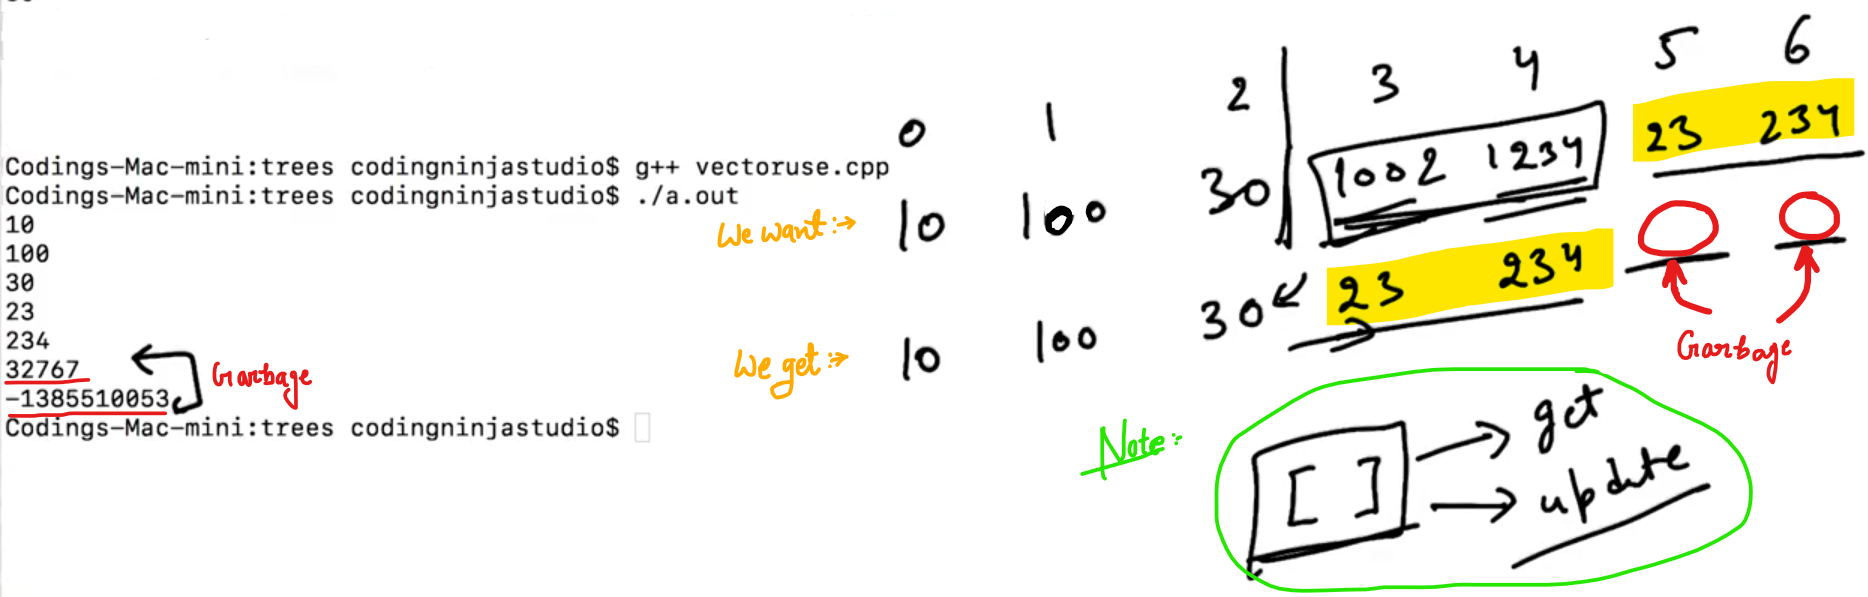 Codings-Mac-mini:trees codingninjastudio$ g++ vectoruse.cpp
Codings-Mac-mini:trees codingninjastudio$ ./a.out
10
100
30
23
234
32767
-1385510053
Garbage
Codings-Mac-mini:trees codingninjastudio$
0 1 2 3 4 5 6
We want:→ 10 100 30 1002 1234 23 234
We get:→ 10 100 30 23 234
Garbage
Note:
[ ] → get
→ update